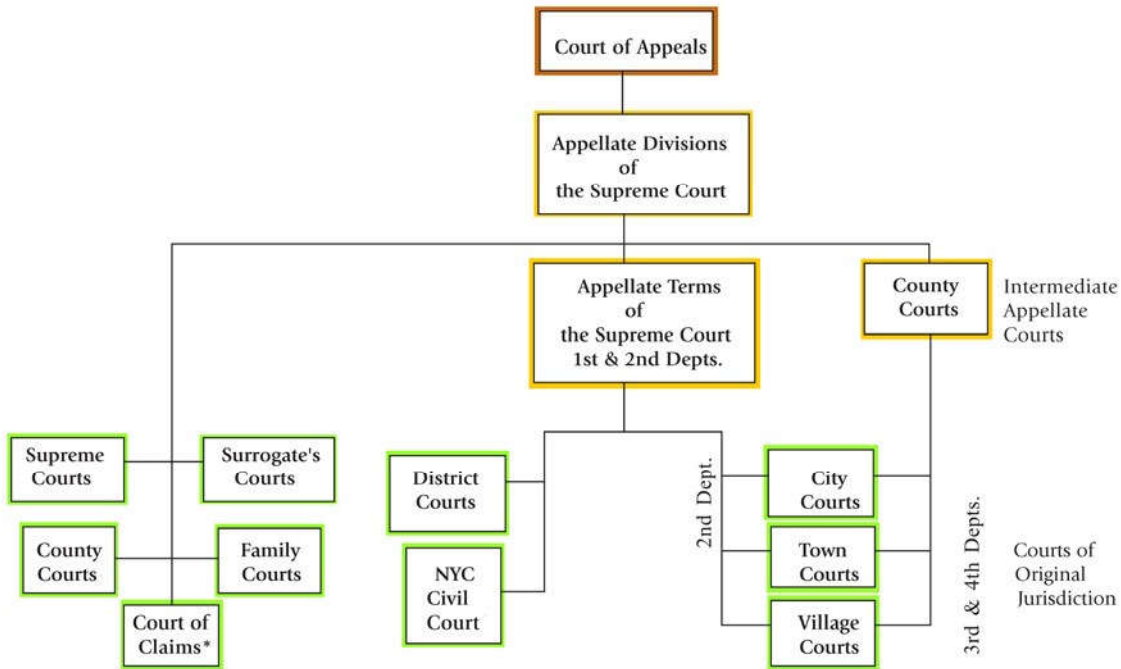 Court of Appeals
Appellate Divisions
of
the Supreme Court
Appellate Terms
of
the Supreme Court
1st & 2nd Depts.
County
Courts
Intermediate
Appellate
Courts
Supreme
Courts
Surrogate's
Courts
County
Courts
Family
Courts
Court of
Claims*
District
Courts
NYC
Civil
Court
2nd Dept.
City
Courts
Town
Courts
Village
Courts
3rd & 4th Depts.
Courts of
Original
Jurisdiction